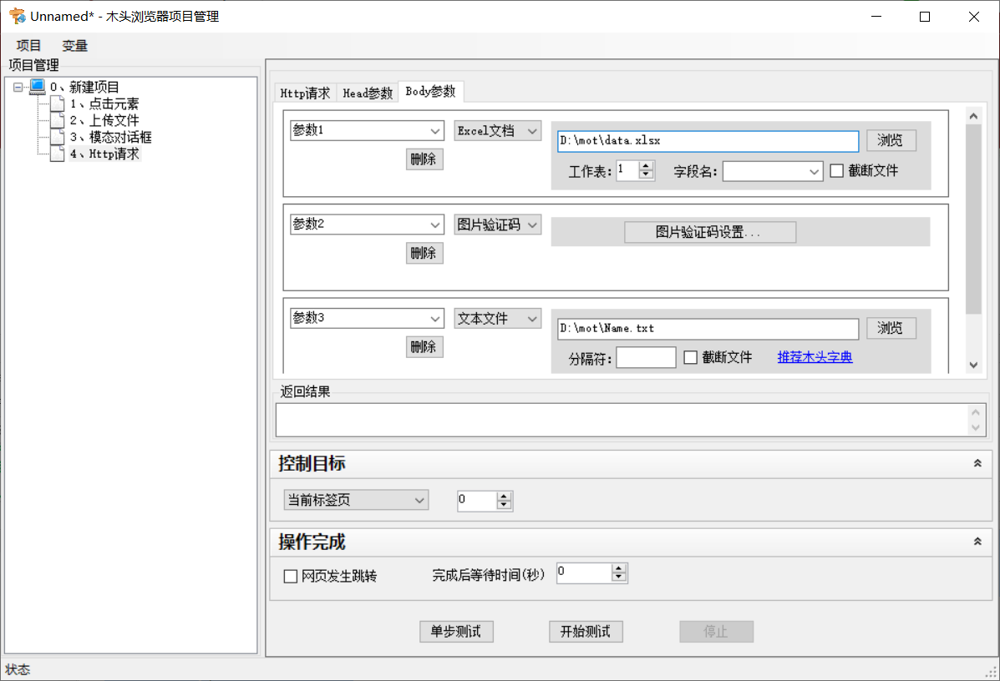 Unnamed* - 木头浏览器项目管理
项目 变量
项目管理
0、新建项目
1、点击元素
2、上传文件
3、模态对话框
4、Http请求
Http请求 Head参数 Body参数
参数1 Excel文档 D:\mot\data.xlsx 浏览
删除 工作表: 1 字段名: 截断文件
参数2 图片验证码 图片验证码设置...
删除
参数3 文本文件 D:\mot\Name.txt 浏览
删除 分隔符: 截断文件 推荐木头字典
返回结果
控制目标
当前标签页 0
操作完成
网页发生跳转 完成后等待时间(秒) 0
单步测试 开始测试 停止
状态